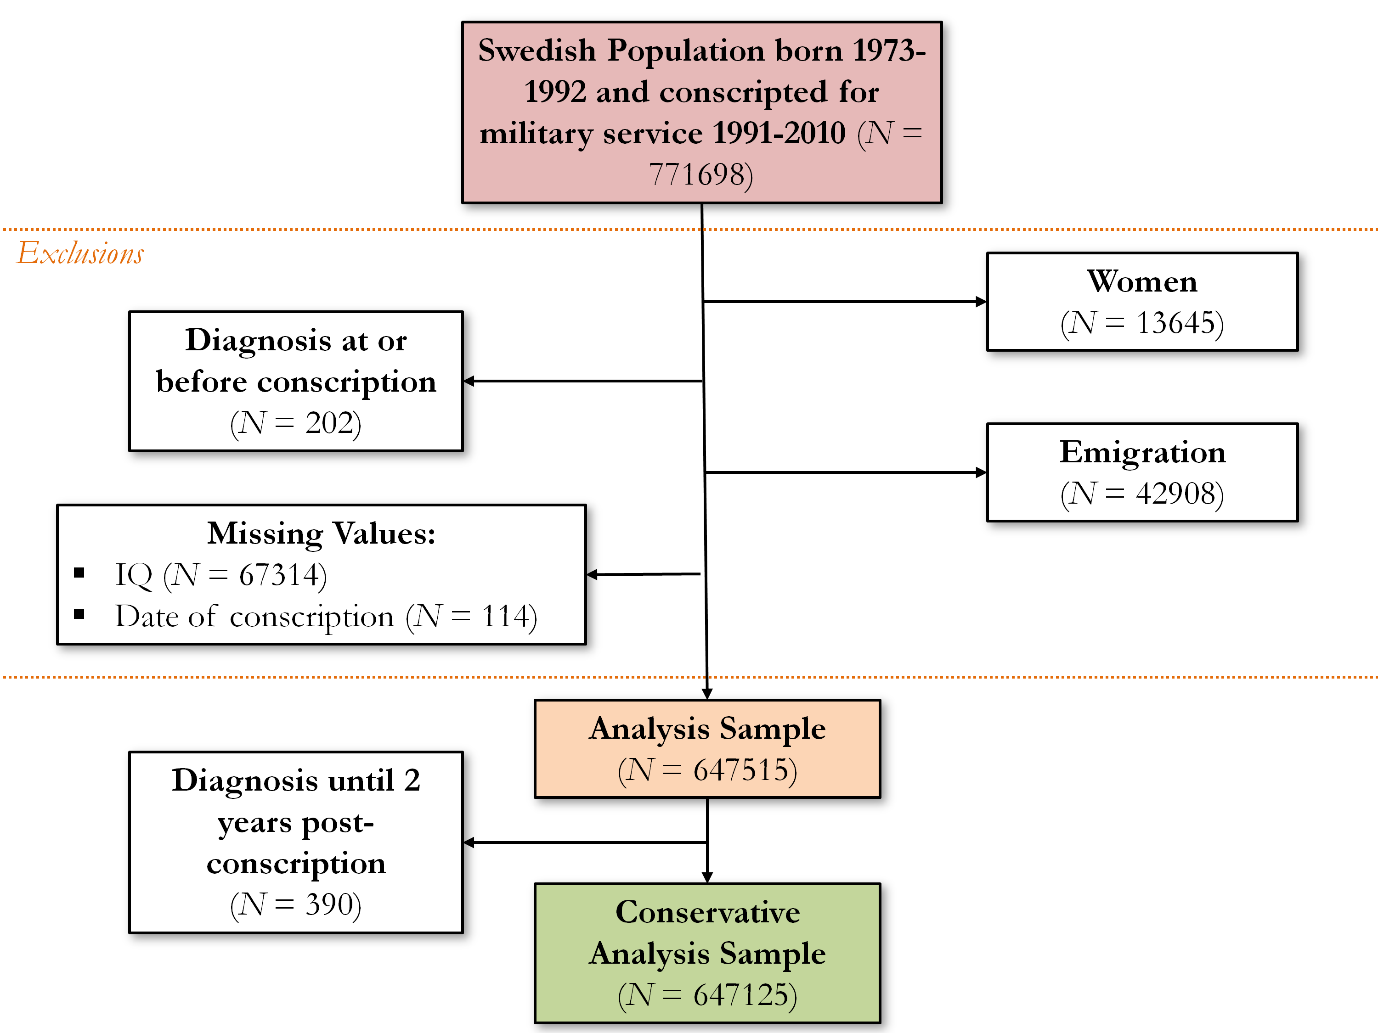 Swedish Population born 1973-
1992 and conscripted for
military service 1991-2010 (N =
771698)
Exclusions
Women
(N = 13645)
Diagnosis at or
before conscription
(N = 202)
Emigration
(N = 42908)
Missing Values:
▪ IQ (N = 67314)
▪ Date of conscription (N = 114)
Analysis Sample
(N = 647515)
Diagnosis until 2
years post-
conscription
(N = 390)
Conservative
Analysis Sample
(N = 647125)